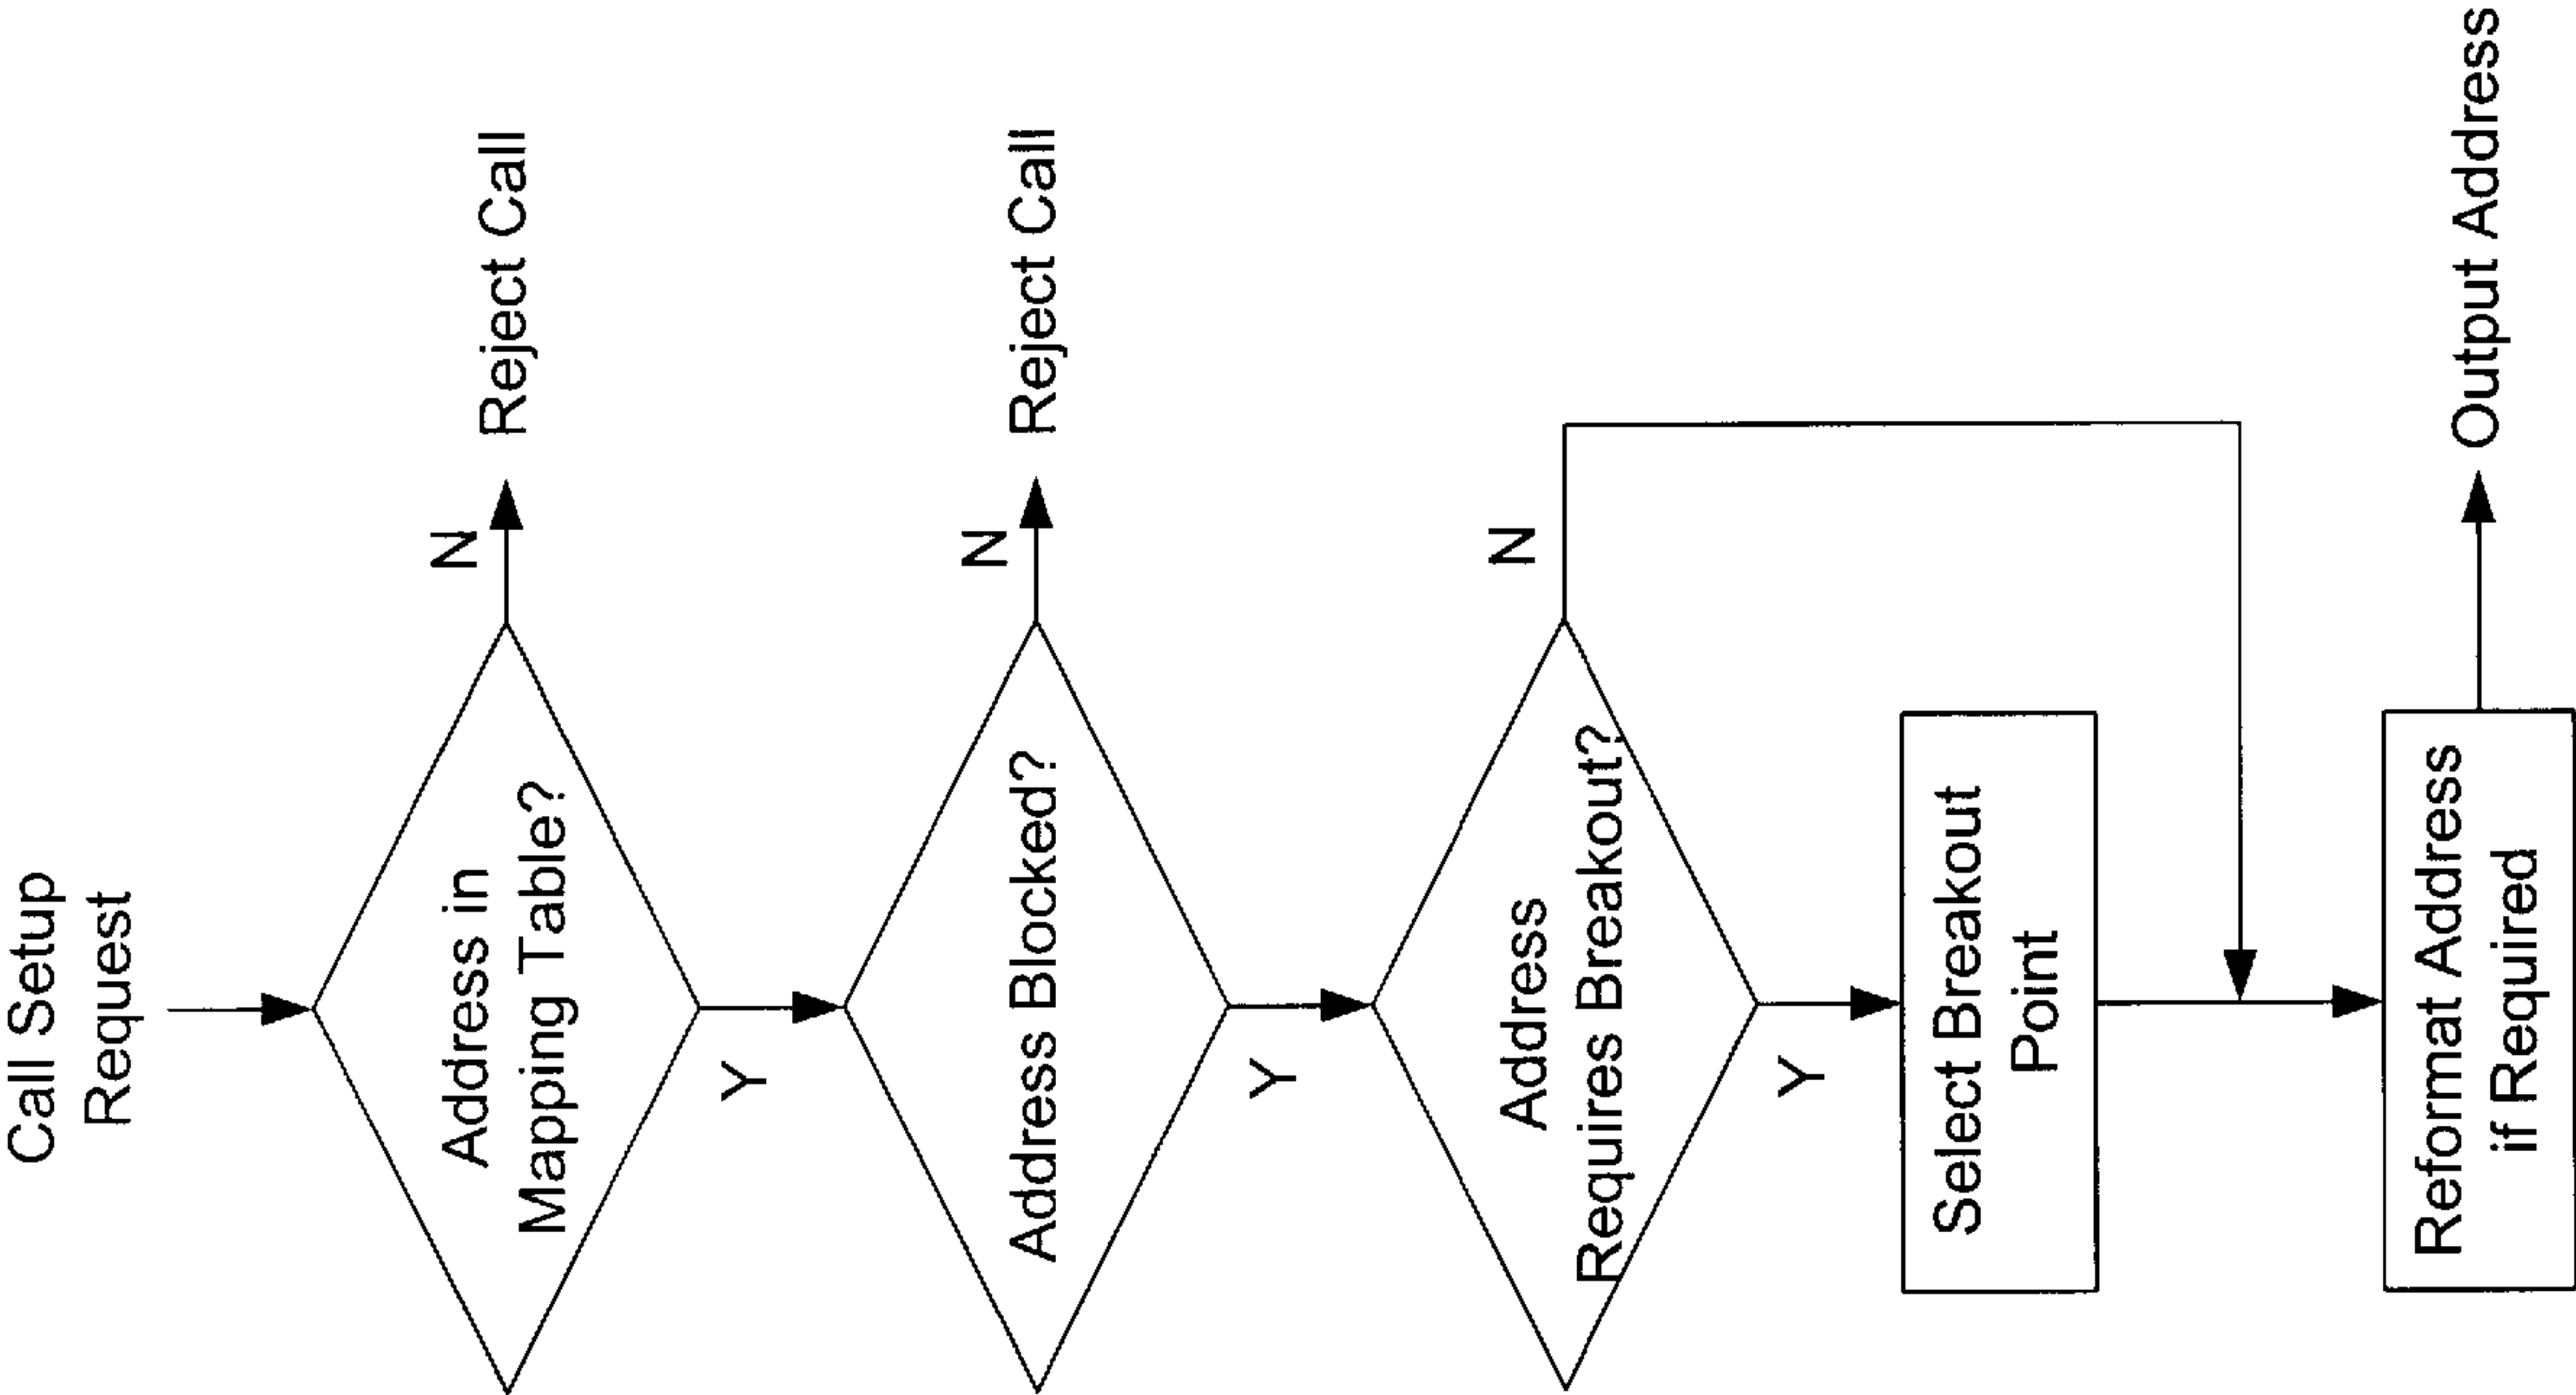 Call Setup
Request
Address in
Mapping Table?
N
Reject Call
Y
Address Blocked?
N
Reject Call
Y
Address
Requires Breakout?
N
Y
Select Breakout
Point
Reformat Address
if Required
Output Address